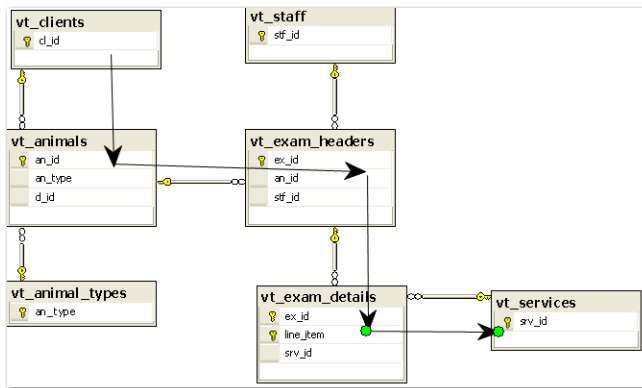 vt_clients
cl_id
vt_staff
stf_id
vt_animals
an_id
an_type
cl_id
vt_exam_headers
ex_id
an_id
stf_id
vt_animal_types
an_type
vt_exam_details
ex_id
line_item
srv_id
vt_services
srv_id